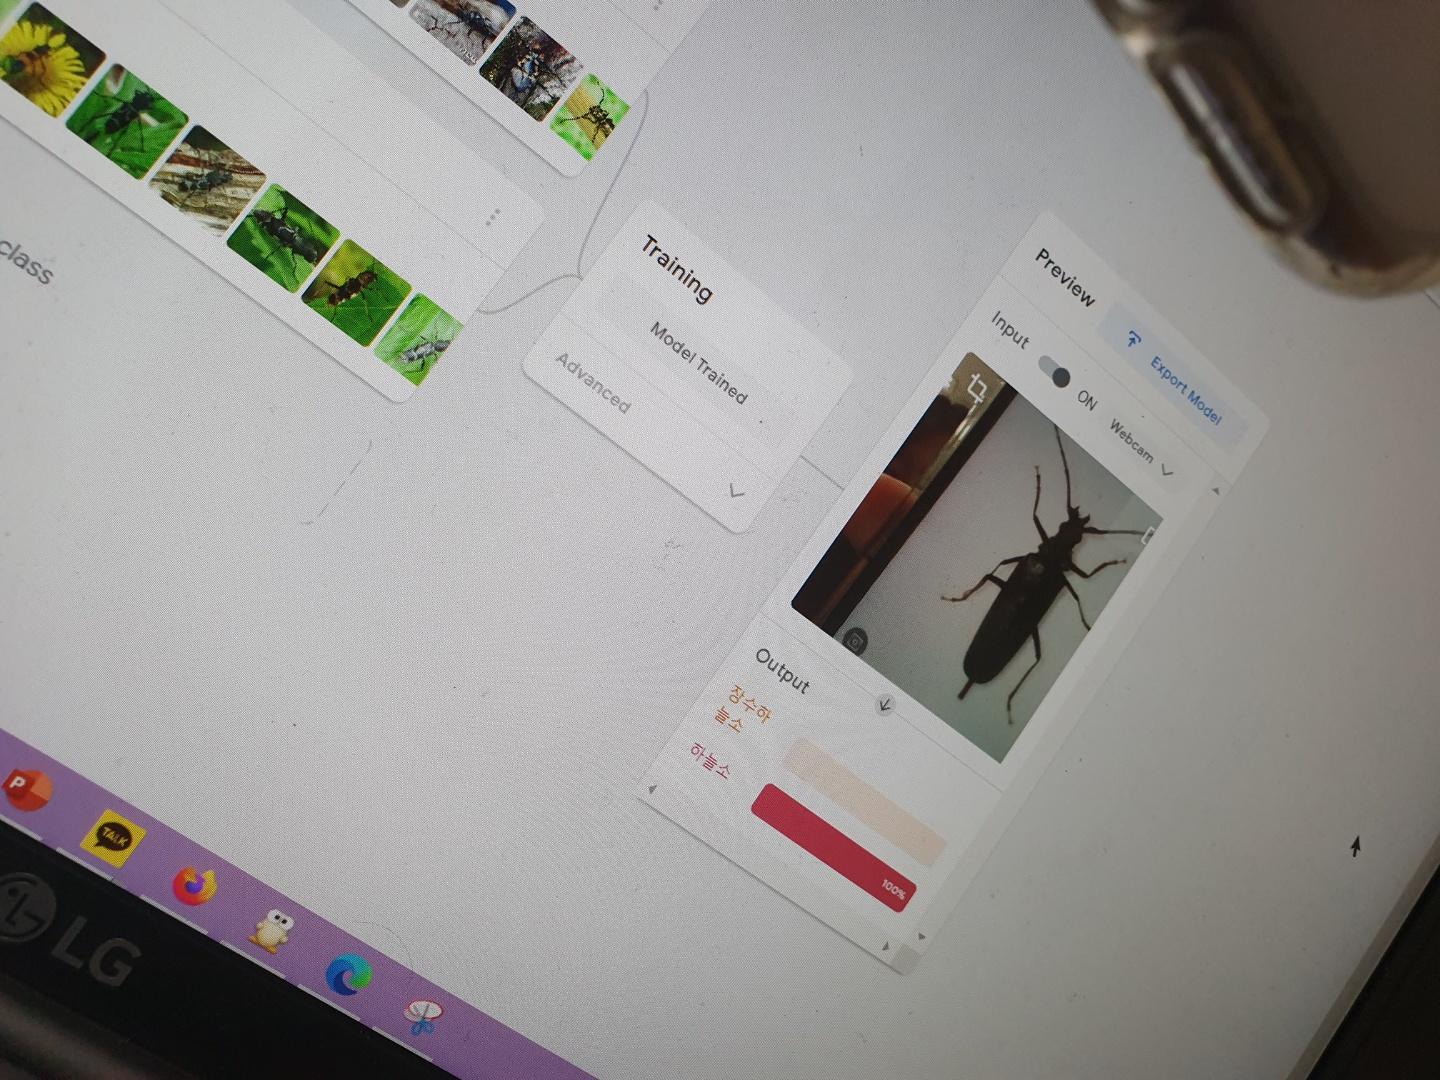 class
Training
Model Trained
Advanced
Preview
Export Model
Input
ON
Webcam
Output
장수하
늘소
하늘소
100%
P
TALK
LG